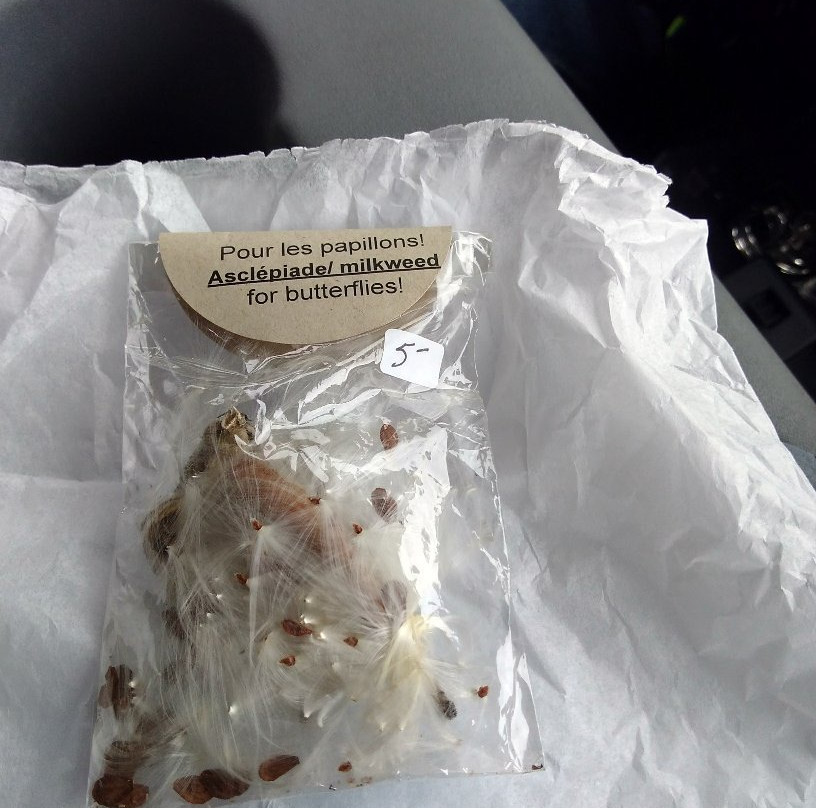 Pour les papillons!
Asclépiade/ milkweed
for butterflies!
5-